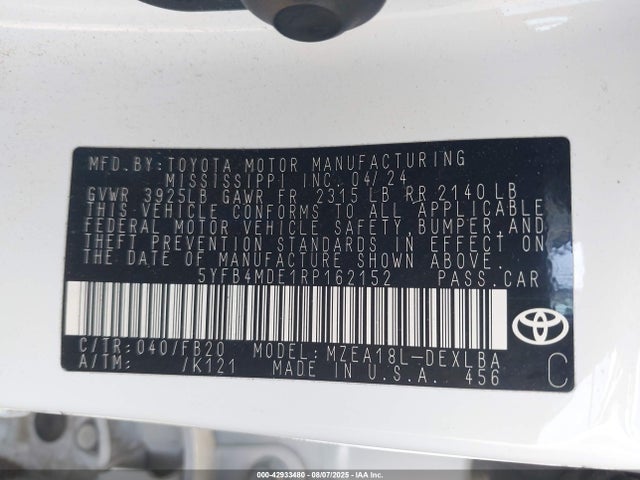 MFD.BY:TOYOTA MOTOR MANUFACTURING
MISSISSIPPI INC. 04/24
GVWR 3925LB GAWR FR 2315 LB RR 2140 LB
THIS VEHICLE CONFORMS TO ALL APPLICABLE
FEDERAL MOTOR VEHICLE SAFETY, BUMPER, AND
THEFT PREVENTION STANDARDS IN EFFECT ON
THE DATE OF MANUFACTURE SHOWN ABOVE.
5YFB4MDE1RP162152 PASS.CAR
C/TR: 040/FB20 MODEL: MZEA18L-DEXLBA
A/TM: /K121 MADE IN U.S.A. 456 C
000-42933480 - 08/07/2025 - IAAI.COM